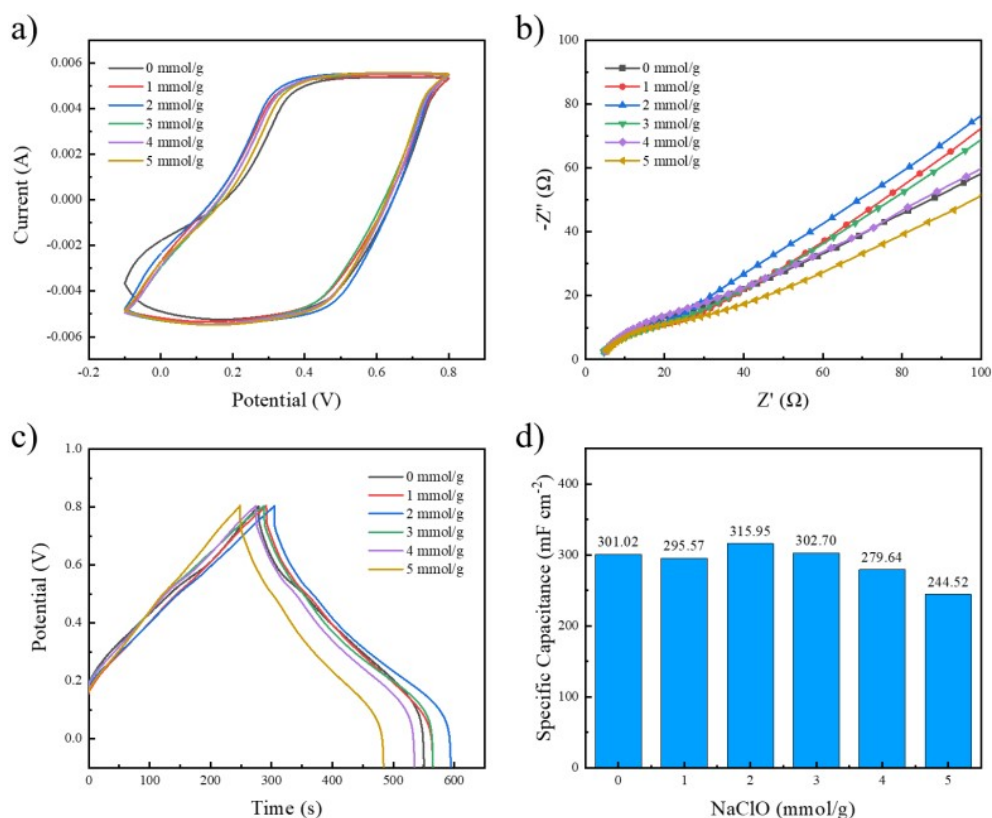 a)
0.006
0.004
0.002
0.000
-0.002
-0.004
-0.006
Current (A)
0 mmol/g
1 mmol/g
2 mmol/g
3 mmol/g
4 mmol/g
5 mmol/g
-0.2
0.0
0.2
0.4
0.6
0.8
Potential (V)
b)
100
80
60
40
20
0
-Z'' (Ω)
0 mmol/g
1 mmol/g
2 mmol/g
3 mmol/g
4 mmol/g
5 mmol/g
0
20
40
60
80
100
Z' (Ω)
c)
1.0
0.8
0.6
0.4
0.2
0.0
Potential (V)
0 mmol/g
1 mmol/g
2 mmol/g
3 mmol/g
4 mmol/g
5 mmol/g
0
100
200
300
400
500
600
Time (s)
d)
400
300
200
100
0
Specific Capacitance (mF cm⁻²)
301.02
295.57
315.95
302.70
279.64
244.52
0
1
2
3
4
5
NaClO (mmol/g)